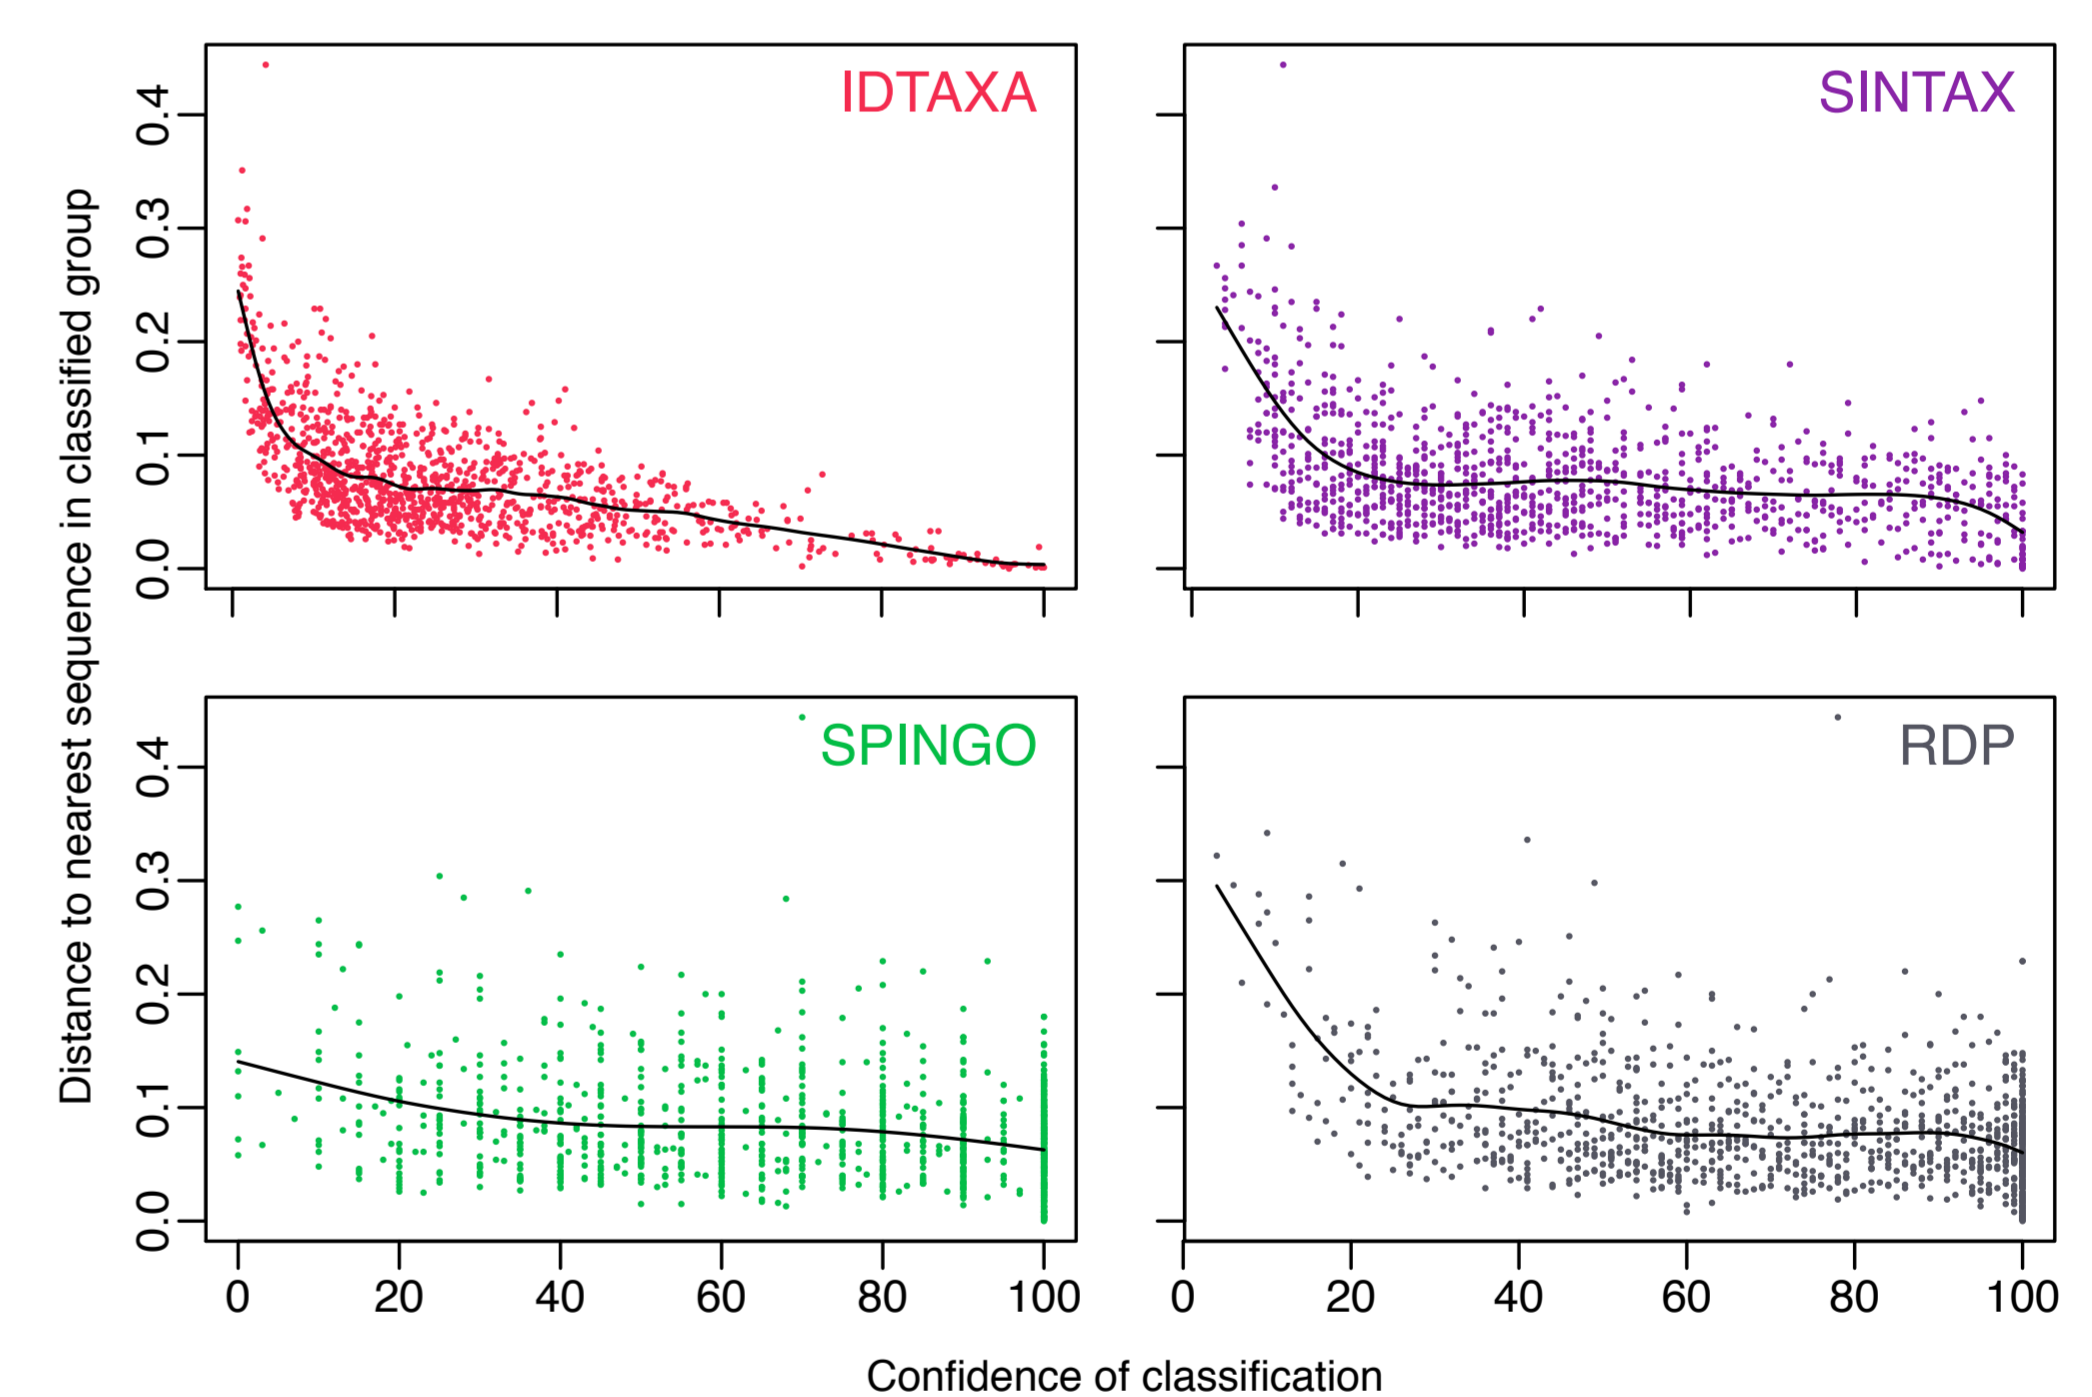 Distance to nearest sequence in classified group
0.4
0.3
0.2
0.1
0.0
IDTAXA
SINTAX
0.4
0.3
0.2
0.1
0.0
SPINGO
RDP
0 20 40 60 80 100
0 20 40 60 80 100
Confidence of classification